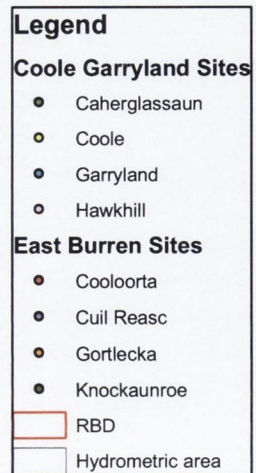 Legend
Coole Garryland Sites
Caherglassaun
Coole
Garryland
Hawkhill
East Burren Sites
Cooloorta
Cuil Reasc
Gortlecka
Knockaunroe
RBD
Hydrometric area